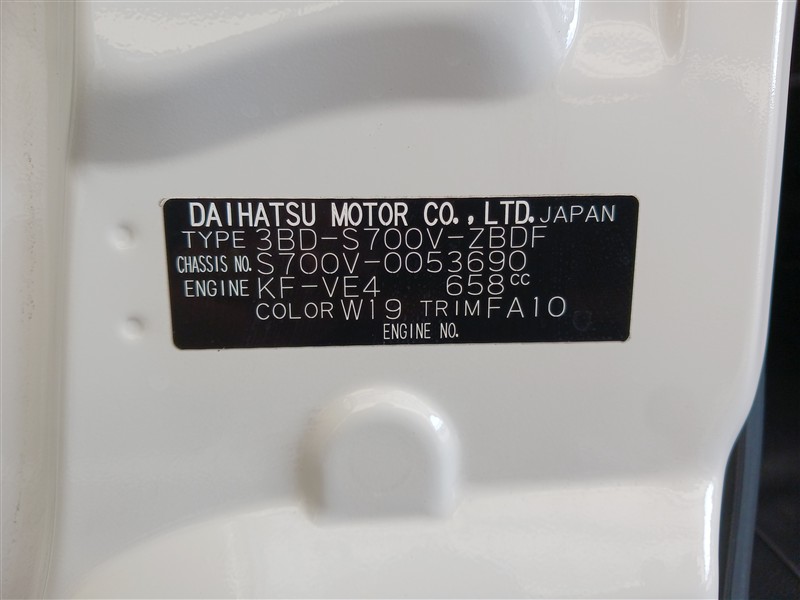 DAIHATSU MOTOR CO., LTD. JAPAN
TYPE 3BD-S700V-ZBDF
CHASSIS NO. S700V-0053690
ENGINE KF-VE4 658cc
COLOR W19 TRIM FA10
ENGINE NO.